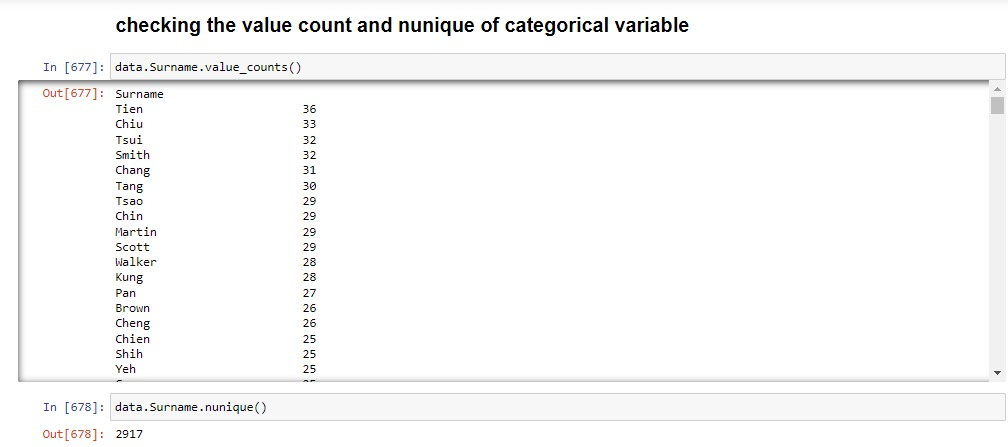 checking the value count and nunique of categorical variable
In [677]: data.Surname.value_counts()
Out[677]: Surname
Tien 36
Chiu 33
Tsui 32
Smith 32
Chang 31
Tang 30
Tsao 29
Chin 29
Martin 29
Scott 29
Walker 28
Kung 28
Pan 27
Brown 26
Cheng 26
Chien 25
Shih 25
Yeh 25
In [678]: data.Surname.nunique()
Out[678]: 2917